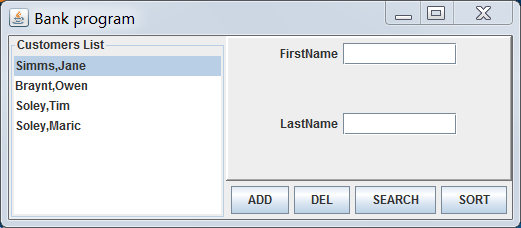 Bank program
Customers List
Simms,Jane
Braynt,Owen
Soley,Tim
Soley,Maric
FirstName
LastName
ADD DEL SEARCH SORT